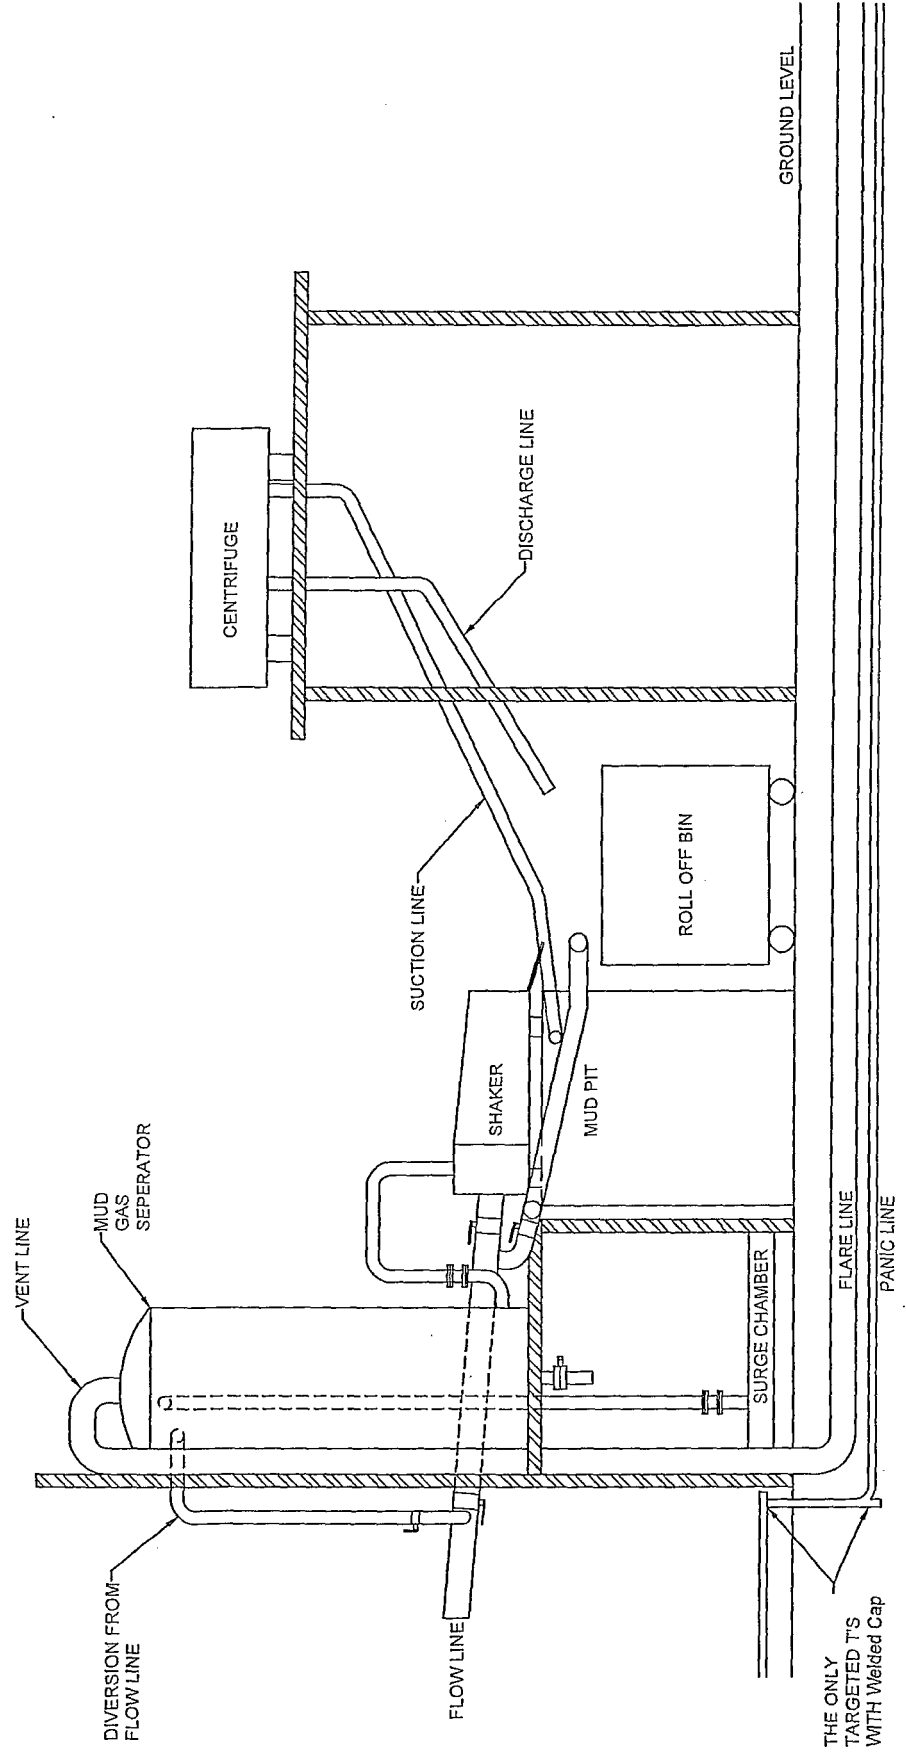 VENT LINE
MUD
GAS
SEPERATOR
DIVERSION FROM
FLOW LINE
FLOW LINE
SHAKER
SUCTION LINE
CENTRIFUGE
DISCHARGE LINE
MUD PIT
ROLL OFF BIN
SURGE CHAMBER
GROUND LEVEL
FLARE LINE
PANIC LINE
THE ONLY
TARGETED T'S
WITH Welded Cap